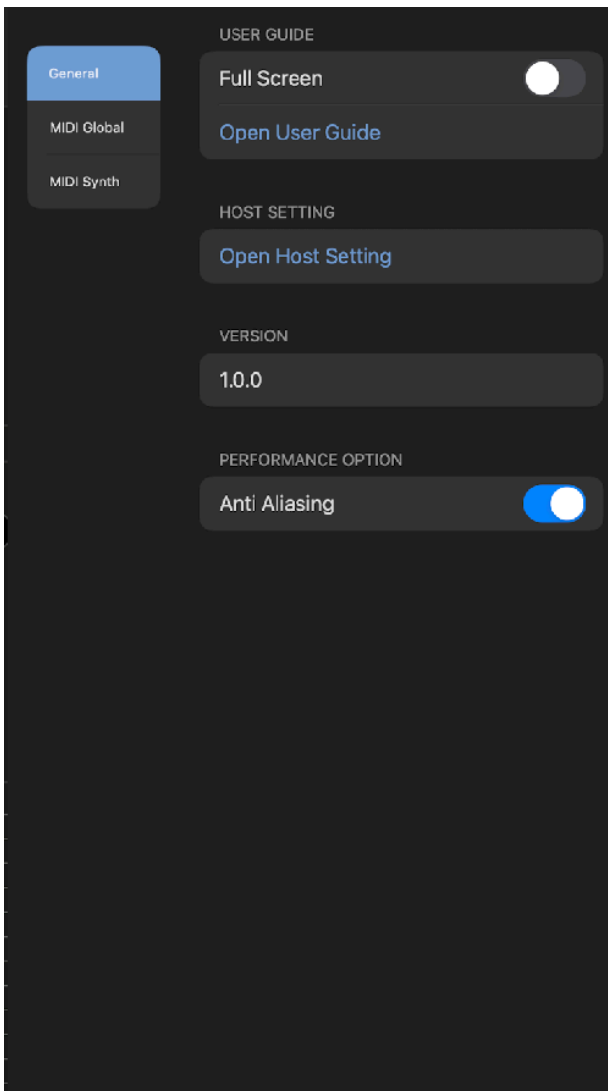 General
MIDI Global
MIDI Synth
USER GUIDE
Full Screen
Open User Guide
HOST SETTING
Open Host Setting
VERSION
1.0.0
PERFORMANCE OPTION
Anti Aliasing